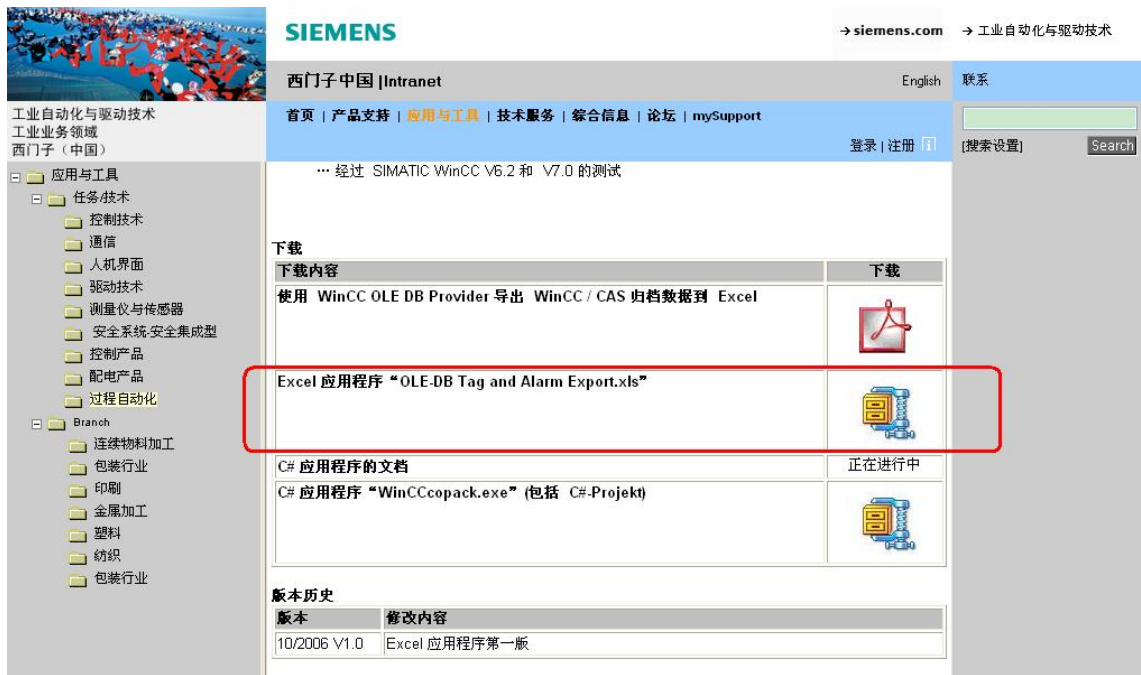 SIEMENS
→ siemens.com
→ 工业自动化与驱动技术
西门子中国 |Intranet
English
联系
工业自动化与驱动技术
工业业务领域
西门子（中国）
首页 | 产品支持 | 应用与工具 | 技术服务 | 综合信息 | 论坛 | mySupport
登录 | 注册 i
[搜索设置]
Search
应用与工具
任务/技术
控制技术
通信
人机界面
驱动技术
测量仪与传感器
安全系统-安全集成型
控制产品
配电产品
过程自动化
Branch
连续物料加工
包装行业
印刷
金属加工
塑料
纺织
包装行业
… 经过 SIMATIC WinCC V6.2 和 V7.0 的测试
下载
下载内容
下载
使用 WinCC OLE DB Provider 导出 WinCC / CAS 归档数据到 Excel
Excel 应用程序“OLE-DB Tag and Alarm Export.xls”
C# 应用程序的文档
正在进行中
C# 应用程序“WinCCcopack.exe” (包括 C#-Projekt)
版本历史
版本
修改内容
10/2006 V1.0
Excel 应用程序第一版